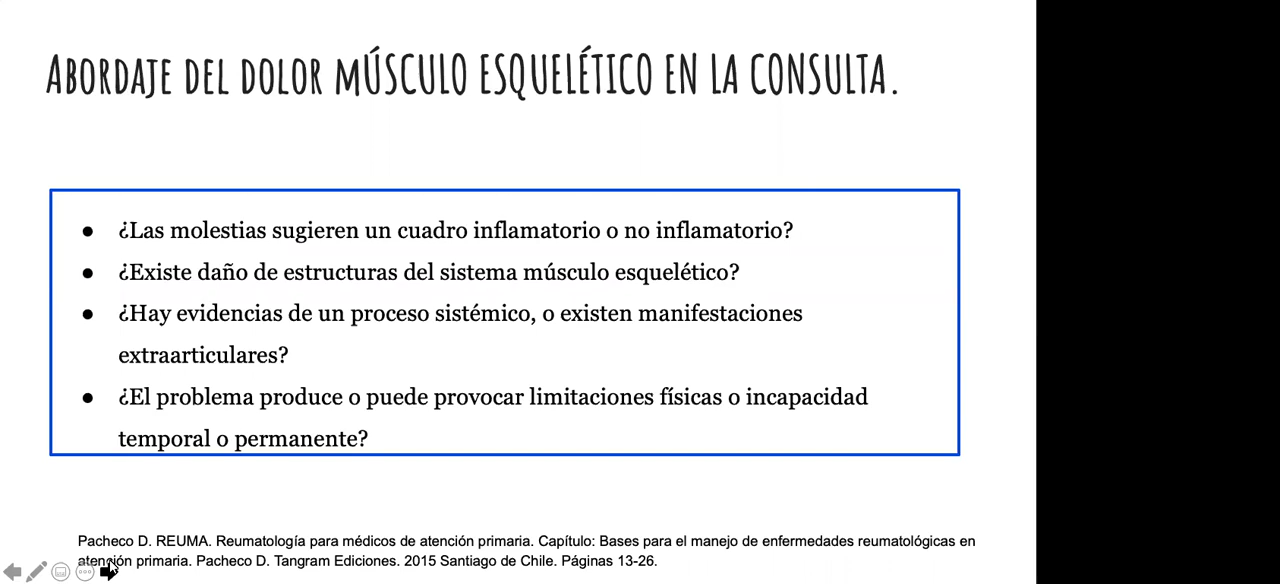 Abordaje del dolor mÚSCULO ESQUELÉTICO EN LA CONSULTA.
● ¿Las molestias sugieren un cuadro inflamatorio o no inflamatorio?
● ¿Existe daño de estructuras del sistema músculo esquelético?
● ¿Hay evidencias de un proceso sistémico, o existen manifestaciones
extraarticulares?
● ¿El problema produce o puede provocar limitaciones físicas o incapacidad
temporal o permanente?
Pacheco D. REUMA. Reumatología para médicos de atención primaria. Capítulo: Bases para el manejo de enfermedades reumatológicas en
atención primaria. Pacheco D. Tangram Ediciones. 2015 Santiago de Chile. Páginas 13-26.